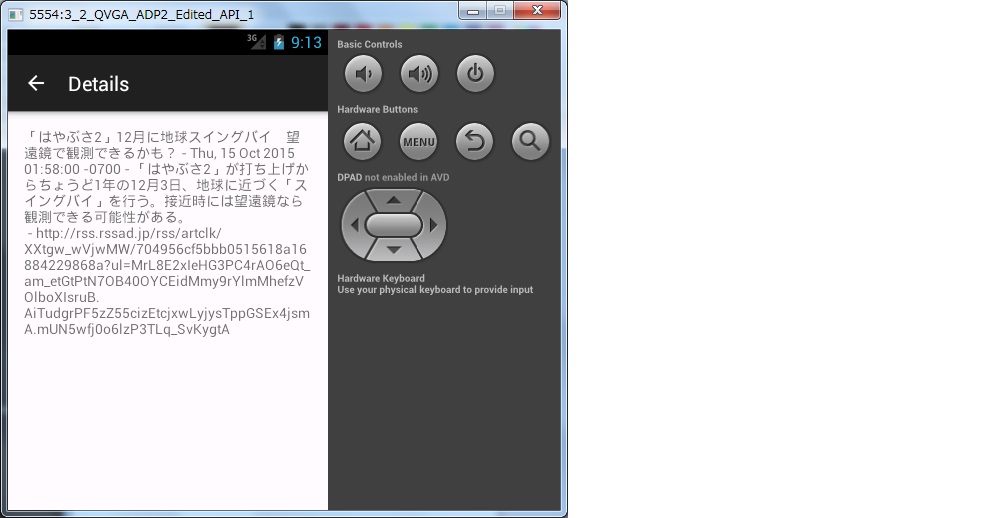 5554:3_2_QVGA_ADP2_Edited_API_1
3G 9:13
Details
「はやぶさ2」12月に地球スイングバイ　望
遠鏡で観測できるかも？ - Thu, 15 Oct 2015
01:58:00 -0700 - 「はやぶさ2」が打ち上げか
らちょうど1年の12月3日、地球に近づく「ス
イングバイ」を行う。接近時には望遠鏡なら
観測できる可能性がある。
- http://rss.rssad.jp/rss/artclk/
XXtgw_wVjwMW/704956cf5bbb0515618a16
884229868a?ul=MrL8E2xIeHG3PC4rAO6eQt_
am_etGtPtN7OB40OYCEidMmy9rYlmMhefzV
OlboXIsruB.
AiTudgrPF5zZ55cizEtcjxwLyjysTppGSEx4jsm
A.mUN5wfj0o6lzP3TLq_SvKygtA
Basic Controls
Hardware Buttons
MENU
DPAD not enabled in AVD
Hardware Keyboard
Use your physical keyboard to provide input